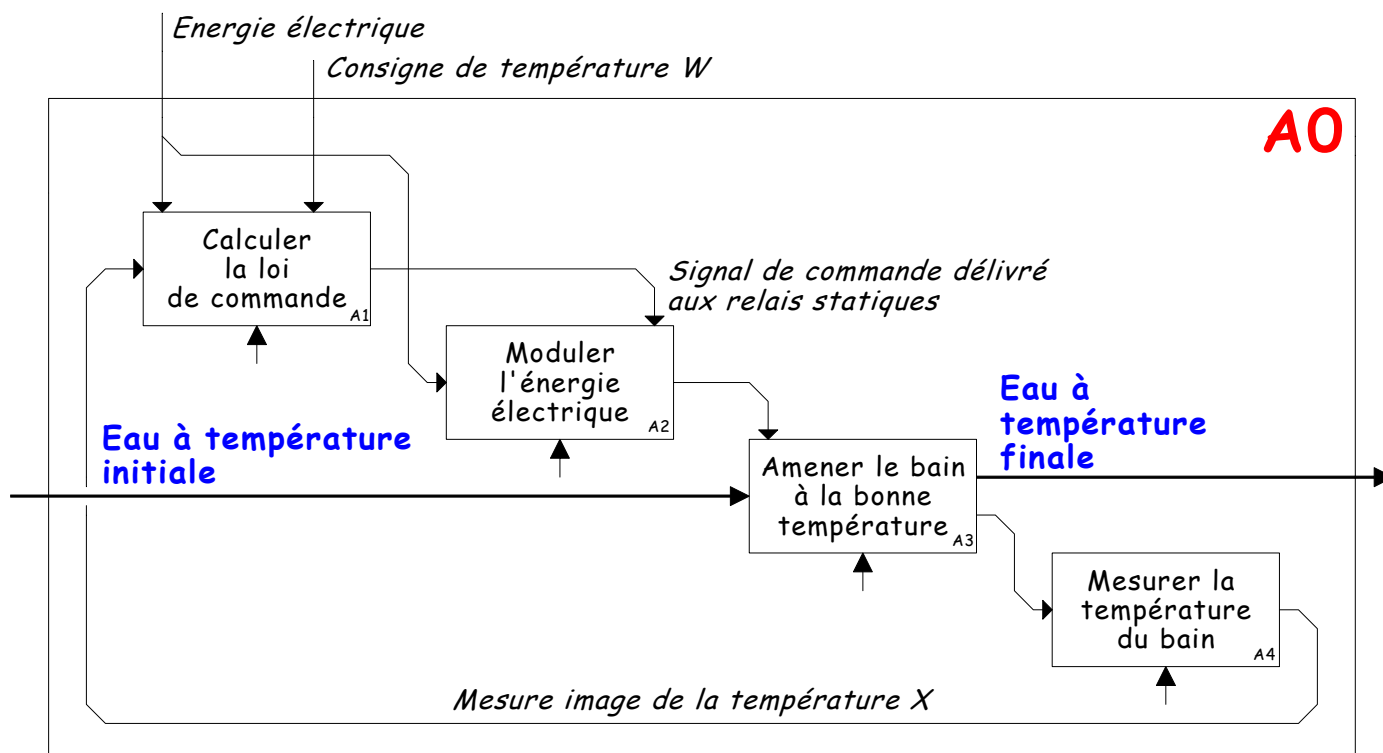 Energie électrique
Consigne de température W
A0
Calculer
la loi
de commande
A1
Signal de commande délivré
aux relais statiques
Moduler
l'énergie
électrique
A2
Eau à température
initiale
Eau à
température
finale
Amener le bain
à la bonne
température
A3
Mesurer la
température
du bain
A4
Mesure image de la température X